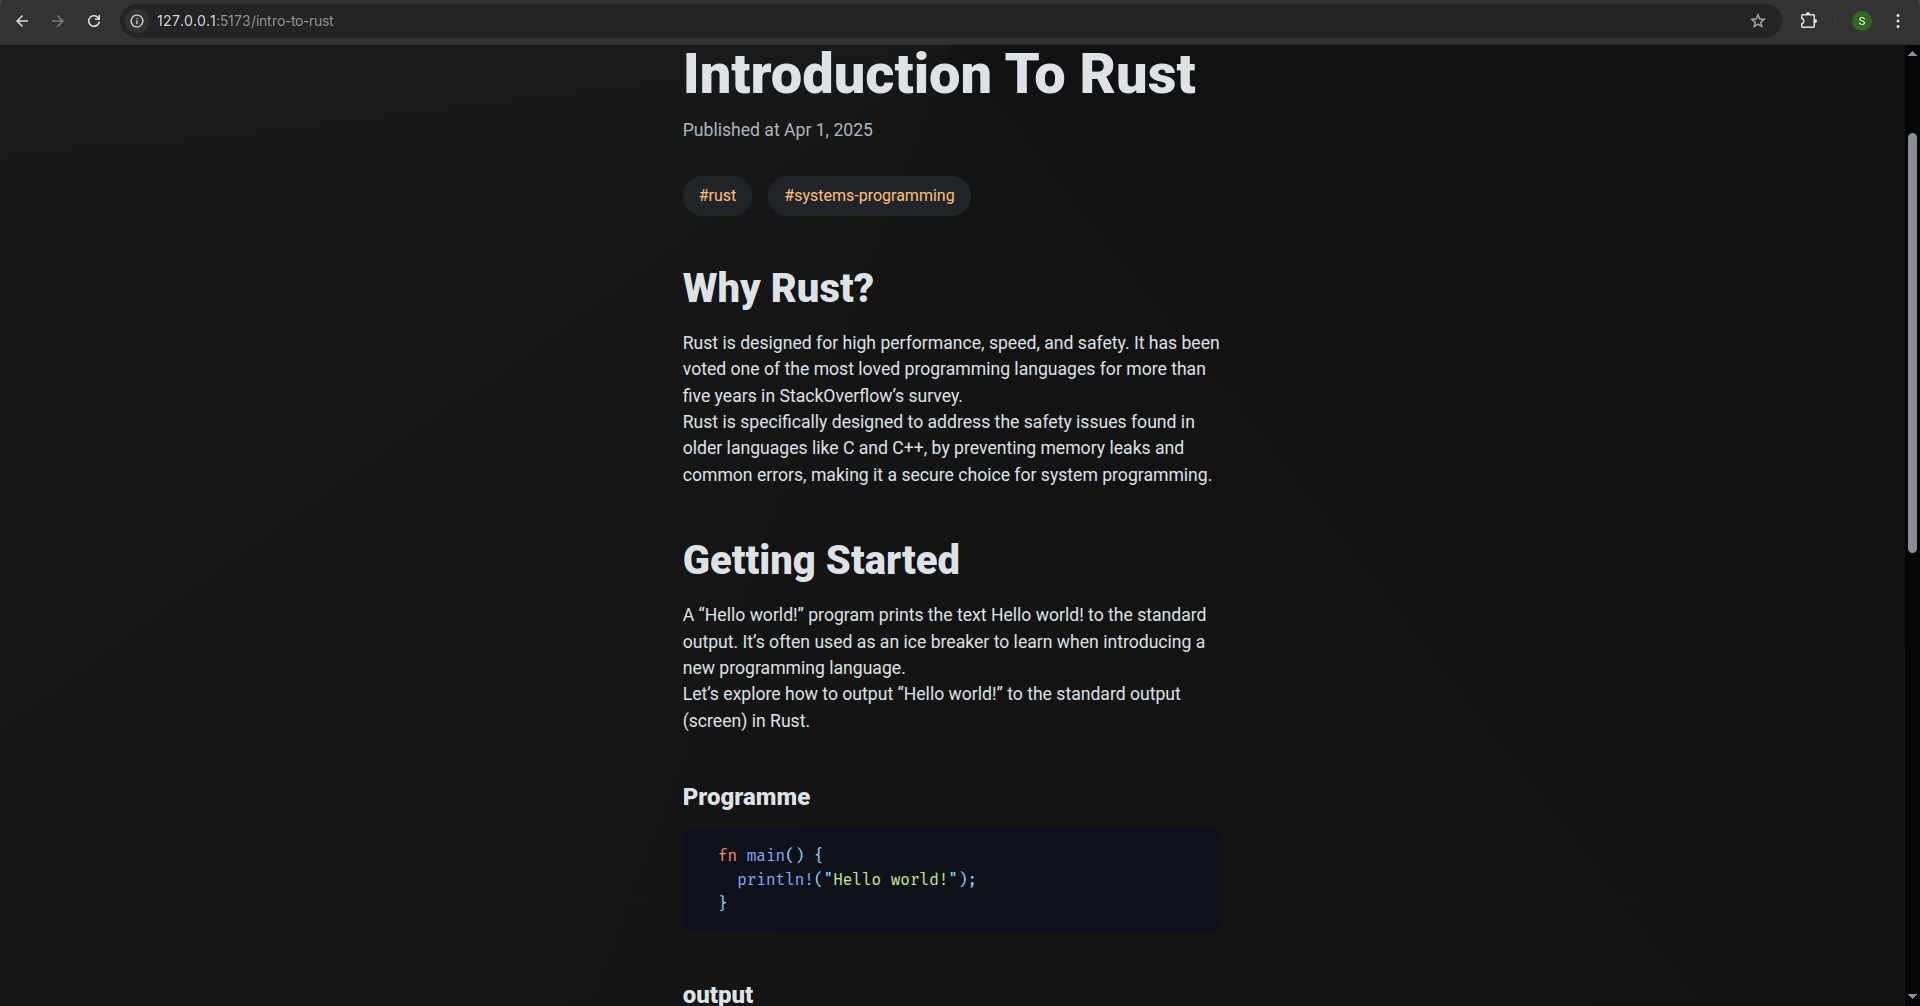 127.0.0.1:5173/intro-to-rust
S
Introduction To Rust
Published at Apr 1, 2025
#rust #systems-programming
Why Rust?
Rust is designed for high performance, speed, and safety. It has been
voted one of the most loved programming languages for more than
five years in StackOverflow’s survey.
Rust is specifically designed to address the safety issues found in
older languages like C and C++, by preventing memory leaks and
common errors, making it a secure choice for system programming.
Getting Started
A “Hello world!” program prints the text Hello world! to the standard
output. It’s often used as an ice breaker to learn when introducing a
new programming language.
Let’s explore how to output “Hello world!” to the standard output
(screen) in Rust.
Programme
fn main() {
  println!("Hello world!");
}
output